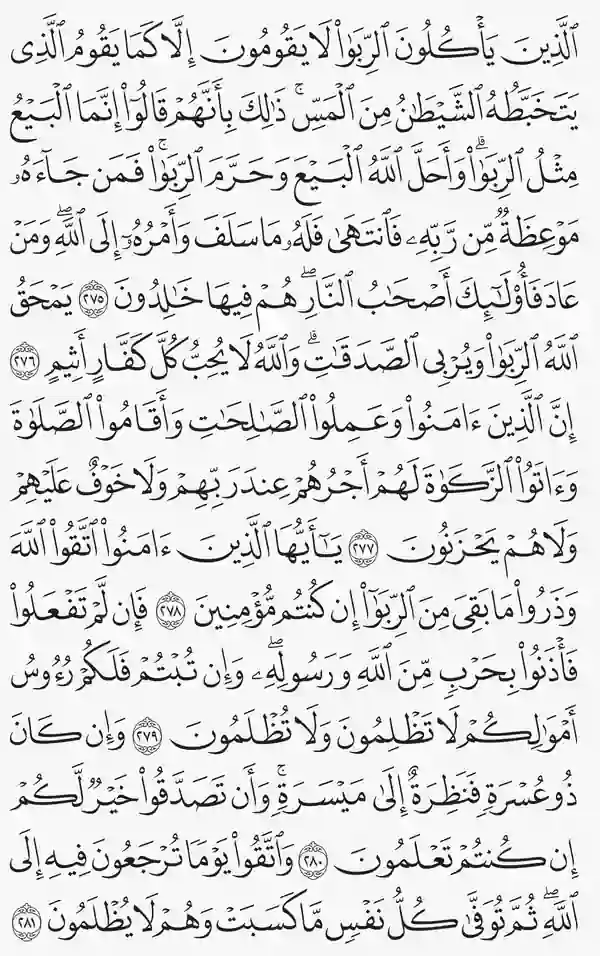 ٱلَّذِينَ يَأْكُلُونَ ٱلرِّبَوٰا۟ لَا يَقُومُونَ إِلَّا كَمَا يَقُومُ ٱلَّذِى
يَتَخَبَّطُهُ ٱلشَّيْطَٰنُ مِنَ ٱلْمَسِّ ۚ ذَٰلِكَ بِأَنَّهُمْ قَالُوٓا۟ إِنَّمَا ٱلْبَيْعُ
مِثْلُ ٱلرِّبَوٰا۟ ۗ وَأَحَلَّ ٱللَّهُ ٱلْبَيْعَ وَحَرَّمَ ٱلرِّبَوٰا۟ ۚ فَمَن جَآءَهُۥ
مَوْعِظَةٌ مِّن رَّبِّهِۦ فَٱنتَهَىٰ فَلَهُۥ مَا سَلَفَ وَأَمْرُهُۥٓ إِلَى ٱللَّهِ ۖ وَمَنْ
عَادَ فَأُو۟لَٰٓئِكَ أَصْحَٰبُ ٱلنَّارِ ۖ هُمْ فِيهَا خَٰلِدُونَ ٢٧٥ يَمْحَقُ
ٱللَّهُ ٱلرِّبَوٰا۟ وَيُرْبِى ٱلصَّدَقَٰتِ ۗ وَٱللَّهُ لَا يُحِبُّ كُلَّ كَفَّارٍ أَثِيمٍ ٢٧٦
إِنَّ ٱلَّذِينَ ءَامَنُوا۟ وَعَمِلُوا۟ ٱلصَّٰلِحَٰتِ وَأَقَامُوا۟ ٱلصَّلَوٰةَ
وَءَاتَوُا۟ ٱلزَّكَوٰةَ لَهُمْ أَجْرُهُمْ عِندَ رَبِّهِمْ وَلَا خَوْفٌ عَلَيْهِمْ
وَلَا هُمْ يَحْزَنُونَ ٢٧٧ يَٰٓأَيُّهَا ٱلَّذِينَ ءَامَنُوا۟ ٱتَّقُوا۟ ٱللَّهَ
وَذَرُوا۟ مَا بَقِىَ مِنَ ٱلرِّبَوٰٓا۟ إِن كُنتُم مُّؤْمِنِينَ ٢٧٨ فَإِن لَّمْ تَفْعَلُوا۟
فَأْذَنُوا۟ بِحَرْبٍ مِّنَ ٱللَّهِ وَرَسُولِهِۦ ۖ وَإِن تُبْتُمْ فَلَكُمْ رُءُوسُ
أَمْوَٰلِكُمْ لَا تَظْلِمُونَ وَلَا تُظْلَمُونَ ٢٧٩ وَإِن كَانَ
ذُو عُسْرَةٍ فَنَظِرَةٌ إِلَىٰ مَيْسَرَةٍ ۚ وَأَن تَصَدَّقُوا۟ خَيْرٌ لَّكُمْ
إِن كُنتُمْ تَعْلَمُونَ ٢٨٠ وَٱتَّقُوا۟ يَوْمًا تُرْجَعُونَ فِيهِ إِلَى
ٱللَّهِ ۖ ثُمَّ تُوَفَّىٰ كُلُّ نَفْسٍ مَّا كَسَبَتْ وَهُمْ لَا يُظْلَمُونَ ٢٨١